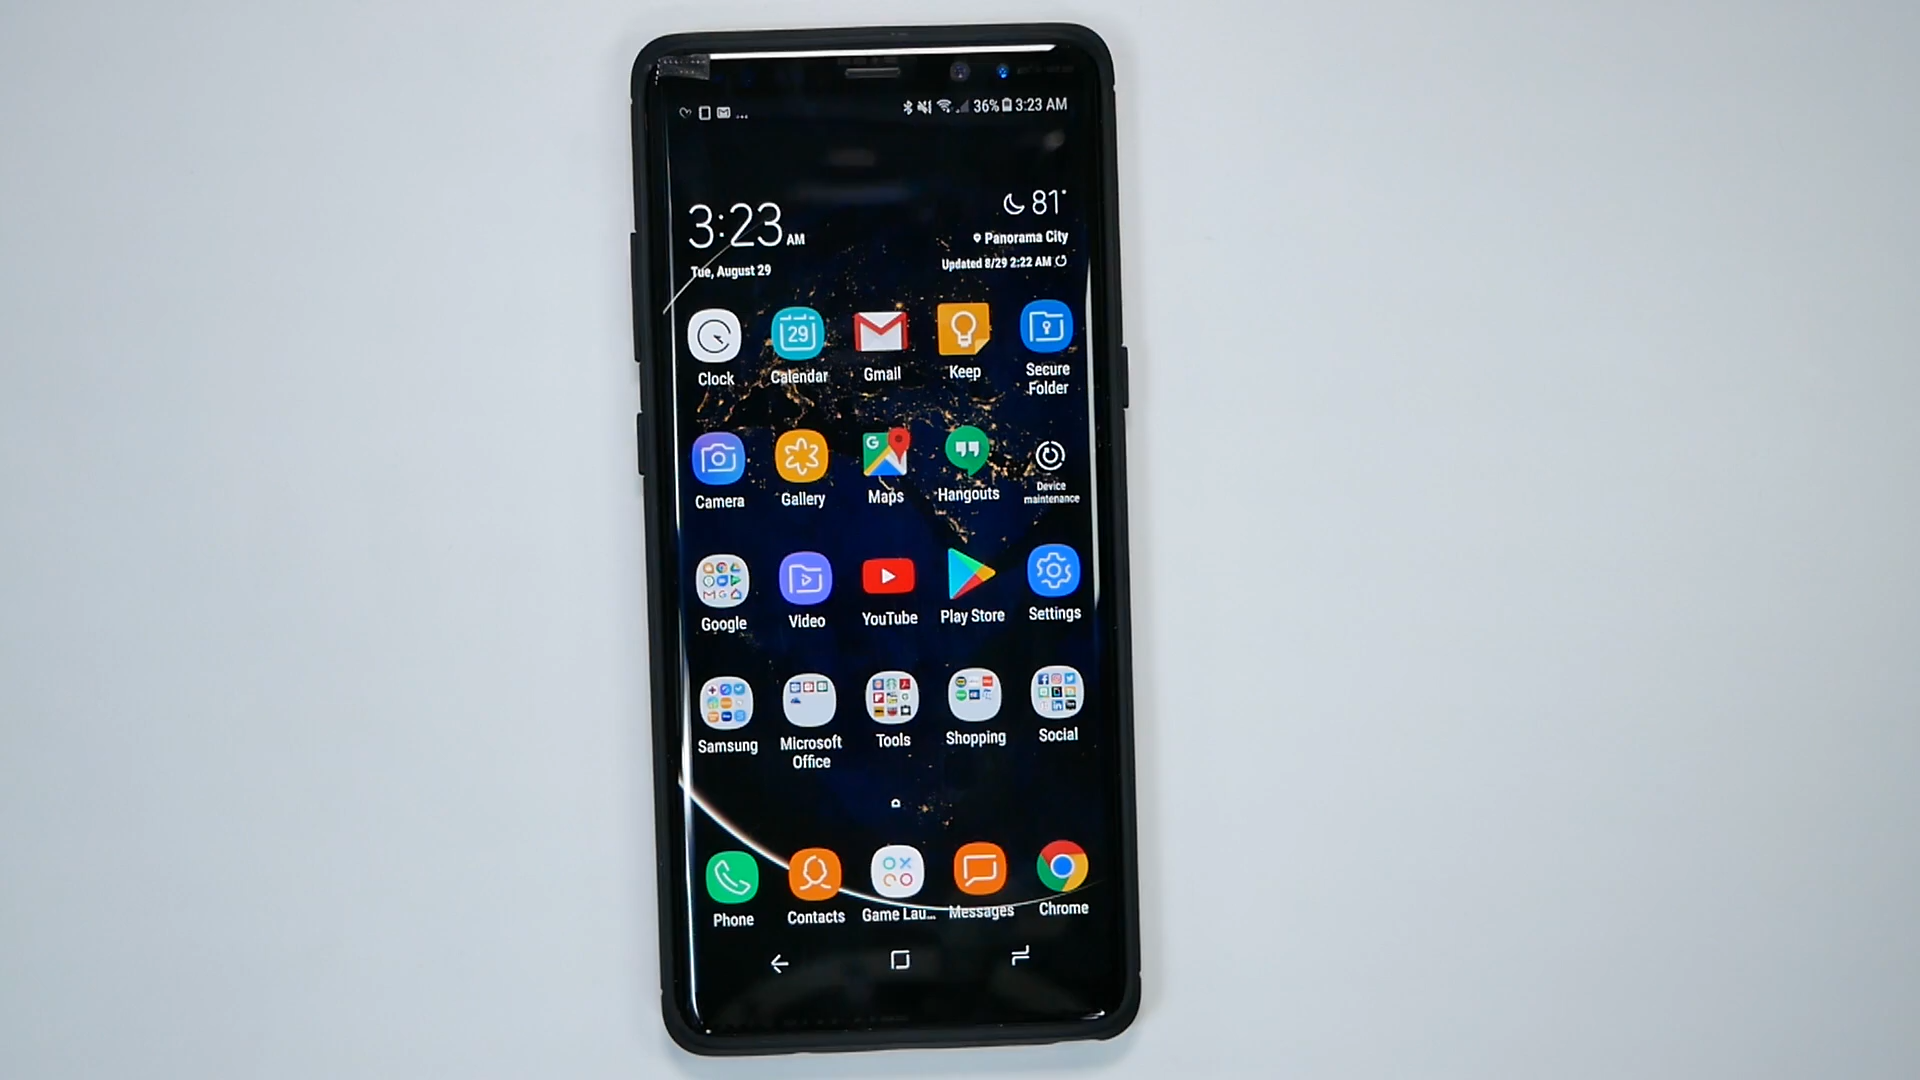 36% 3:23 AM
3:23 AM
Tue, August 29
81°
Panorama City
Updated 8/29 2:22 AM
Clock
29
Calendar
Gmail
Keep
Secure
Folder
Camera
Gallery
G
Maps
Hangouts
Device
maintenance
Google
Video
YouTube
Play Store
Settings
Samsung
Microsoft
Office
Tools
Shopping
Social
Phone
Contacts
Game Lau...
Messages
Chrome